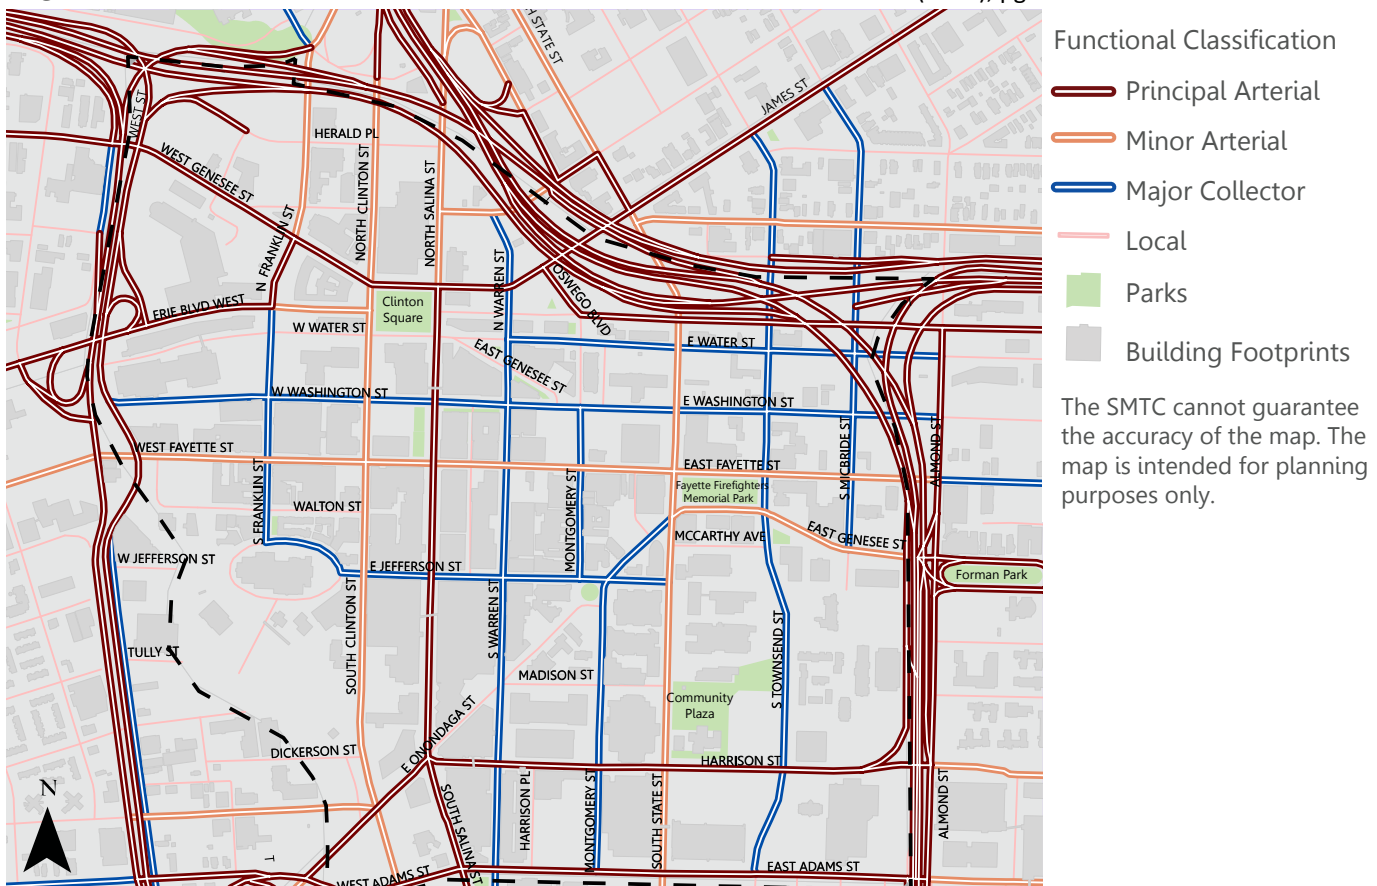 H STATE ST
JAMES ST
WEST ST
HERALD PL
WEST GENESEE ST
NORTH CLINTON ST
NORTH SALINA ST
N FRANKLIN ST
N WARREN ST
OSWEGO BLVD
ERIE BLVD WEST
Clinton
Square
W WATER ST
E WATER ST
EAST GENESEE ST
W WASHINGTON ST
E WASHINGTON ST
WEST FAYETTE ST
EAST FAYETTE ST
S MCBRIDE ST
ALMOND ST
S FRANKLIN ST
WALTON ST
MONTGOMERY ST
Fayette Firefighters
Memorial Park
MCCARTHY AVE
EAST GENESEE ST
W JEFFERSON ST
E JEFFERSON ST
Forman Park
SOUTH CLINTON ST
S WARREN ST
S TOWNSEND ST
TULLY ST
MADISON ST
Community
Plaza
E ONONDAGA ST
DICKERSON ST
HARRISON ST
N
SOUTH SALINA ST
HARRISON PL
MONTGOMERY ST
SOUTH STATE ST
ALMOND ST
T
WEST ADAMS ST
EAST ADAMS ST
Functional Classification
Principal Arterial
Minor Arterial
Major Collector
Local
Parks
Building Footprints
The SMTC cannot guarantee
the accuracy of the map. The
map is intended for planning
purposes only.